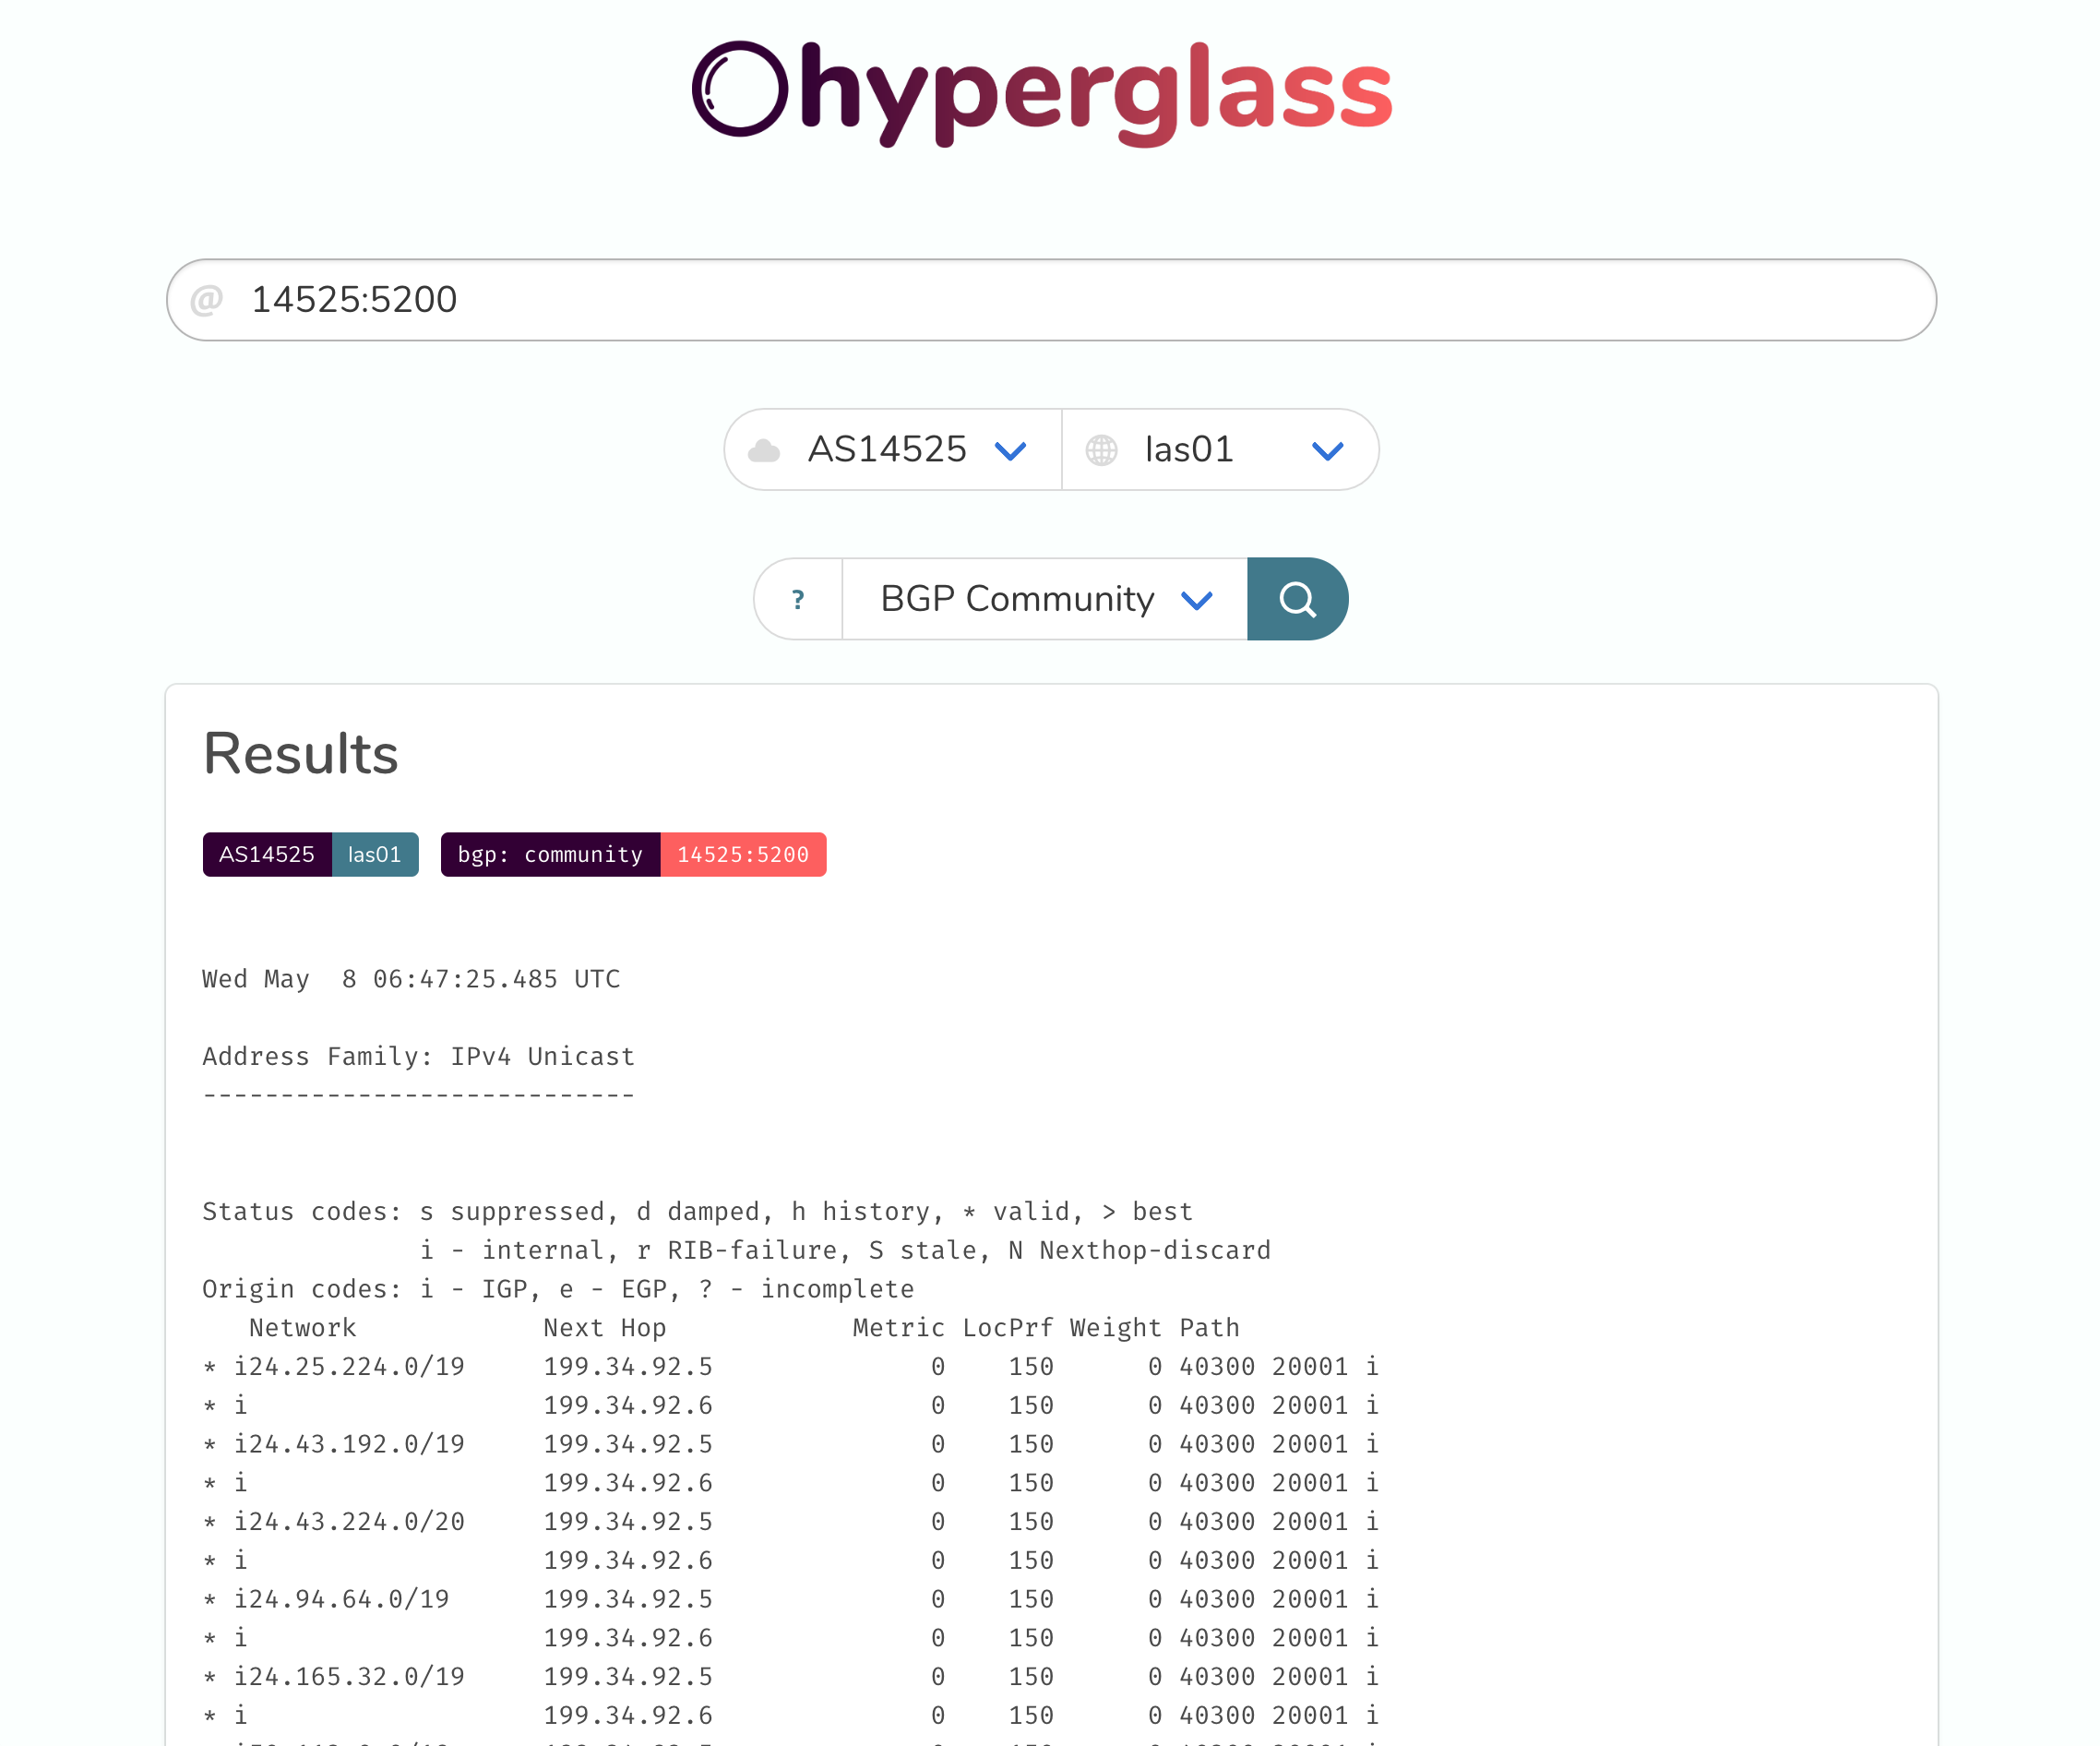 hyperglass
@ 14525:5200
AS14525 las01
? BGP Community
Results
AS14525 las01 bgp: community 14525:5200
Wed May  8 06:47:25.485 UTC
Address Family: IPv4 Unicast
----------------------------
Status codes: s suppressed, d damped, h history, * valid, > best
              i - internal, r RIB-failure, S stale, N Nexthop-discard
Origin codes: i - IGP, e - EGP, ? - incomplete
   Network            Next Hop            Metric LocPrf Weight Path
* i24.25.224.0/19     199.34.92.5              0    150      0 40300 20001 i
* i                   199.34.92.6              0    150      0 40300 20001 i
* i24.43.192.0/19     199.34.92.5              0    150      0 40300 20001 i
* i                   199.34.92.6              0    150      0 40300 20001 i
* i24.43.224.0/20     199.34.92.5              0    150      0 40300 20001 i
* i                   199.34.92.6              0    150      0 40300 20001 i
* i24.94.64.0/19      199.34.92.5              0    150      0 40300 20001 i
* i                   199.34.92.6              0    150      0 40300 20001 i
* i24.165.32.0/19     199.34.92.5              0    150      0 40300 20001 i
* i                   199.34.92.6              0    150      0 40300 20001 i